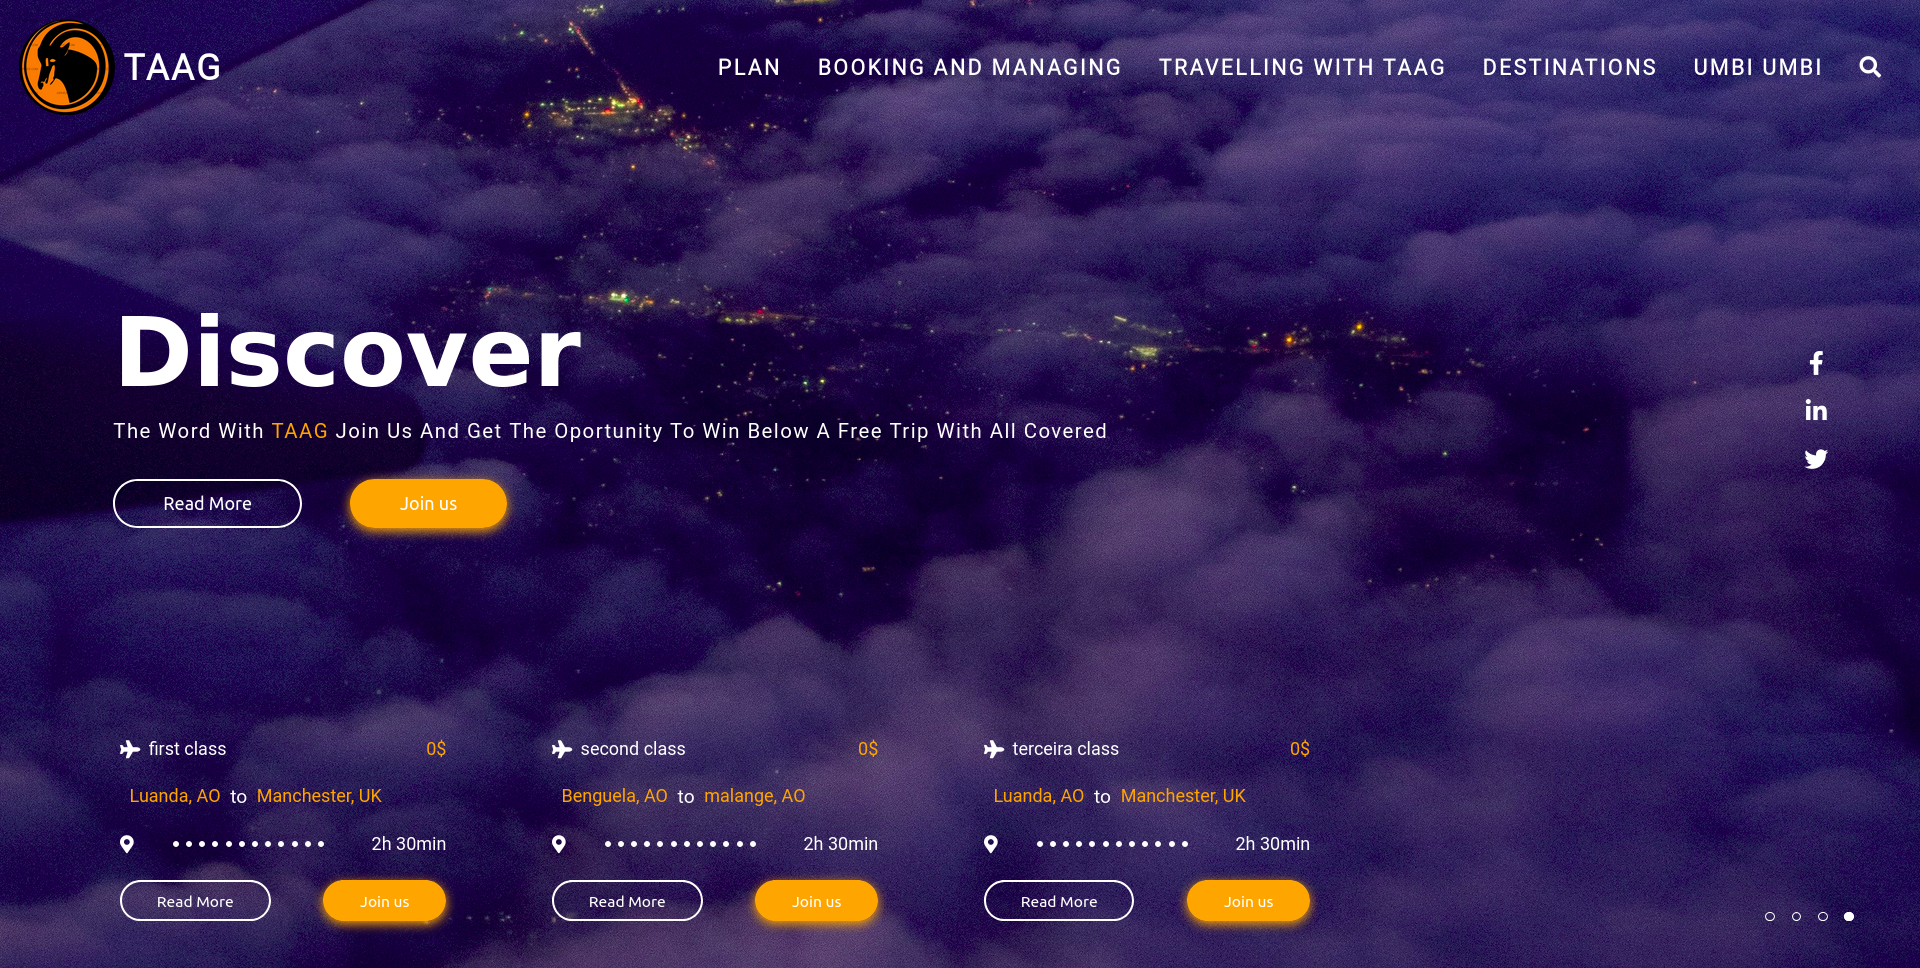 TAAG
PLAN BOOKING AND MANAGING TRAVELLING WITH TAAG DESTINATIONS UMBI UMBI
Discover
The Word With TAAG Join Us And Get The Oportunity To Win Below A Free Trip With All Covered
Read More Join us
first class 0$
Luanda, AO to Manchester, UK
2h 30min
Read More Join us
second class 0$
Benguela, AO to malange, AO
2h 30min
Read More Join us
terceira class 0$
Luanda, AO to Manchester, UK
2h 30min
Read More Join us